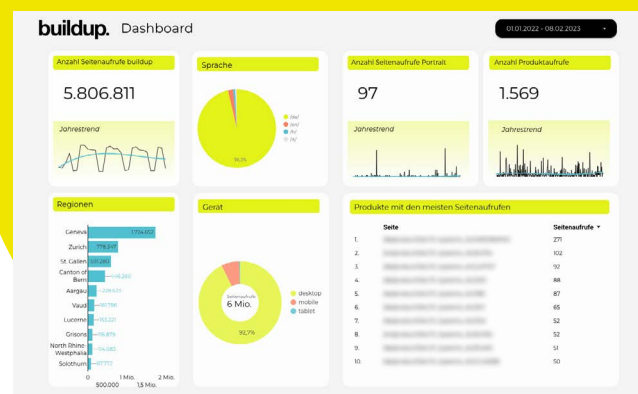 buildup. Dashboard
01.01.2022 - 08.02.2023
Anzahl Seitenaufrufe buildup
5.806.811
Jahrestrend
Sprache
/de/
/en/
/fr/
/it/
Anzahl Seitenaufrufe Portrait
97
Jahrestrend
Anzahl Produktaufrufe
1.569
Jahrestrend
Regionen
Geneva
Zurich 778.347
St. Gallen
Canton of
Bern
Aargau
Vaud
Lucerne
Grisons
North Rhine -
Westphalia
Solothurn
0 1 Mio. 2 Mio.
500.000 1.5 Mio.
Gerät
Seitenaufrufe
6 Mio.
92,7%
desktop
mobile
tablet
Produkte mit den meisten Seitenaufrufen
Seite Seitenaufrufe
1. 271
2. 102
3. 92
4. 88
5. 87
6. 65
7. 52
8. 52
9. 51
10. 50